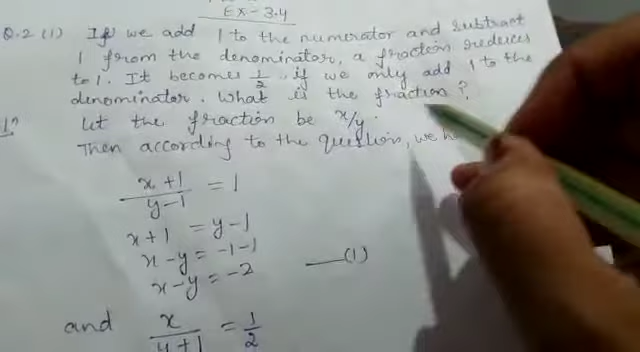 Ex - 3.4
Q.2 (i) If we add 1 to the numerator and subtract
1 from the denominator, a fraction reduces
to 1. It becomes 1/2 if we only add 1 to the
denominator. What is the fraction?
Let the fraction be x/y.
Then according to the question, we
x+1/y-1 = 1
x+1 = y-1
x-y = -1-1
x-y = -2 —(1)
and x/y+1 = 1/2